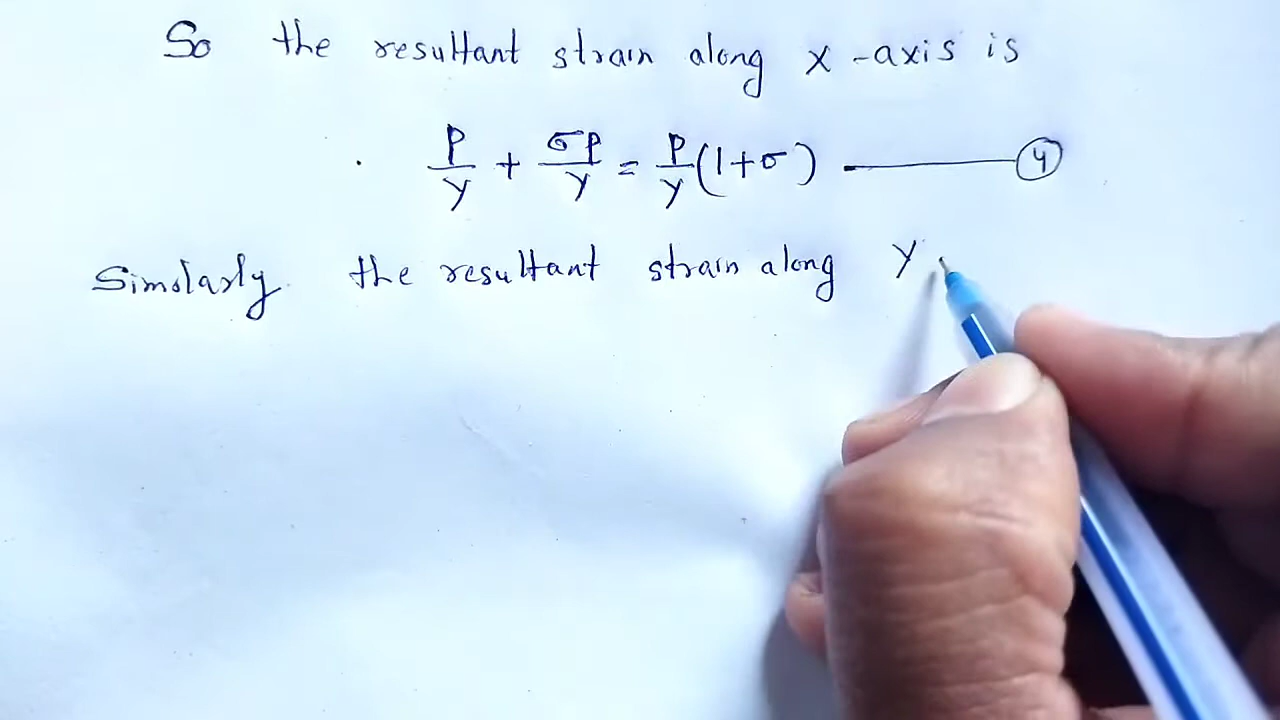 So the resultant strain along X-axis is
P/Y + σP/Y = P/Y (1+σ) ——— 4
Similarly the resultant strain along Y